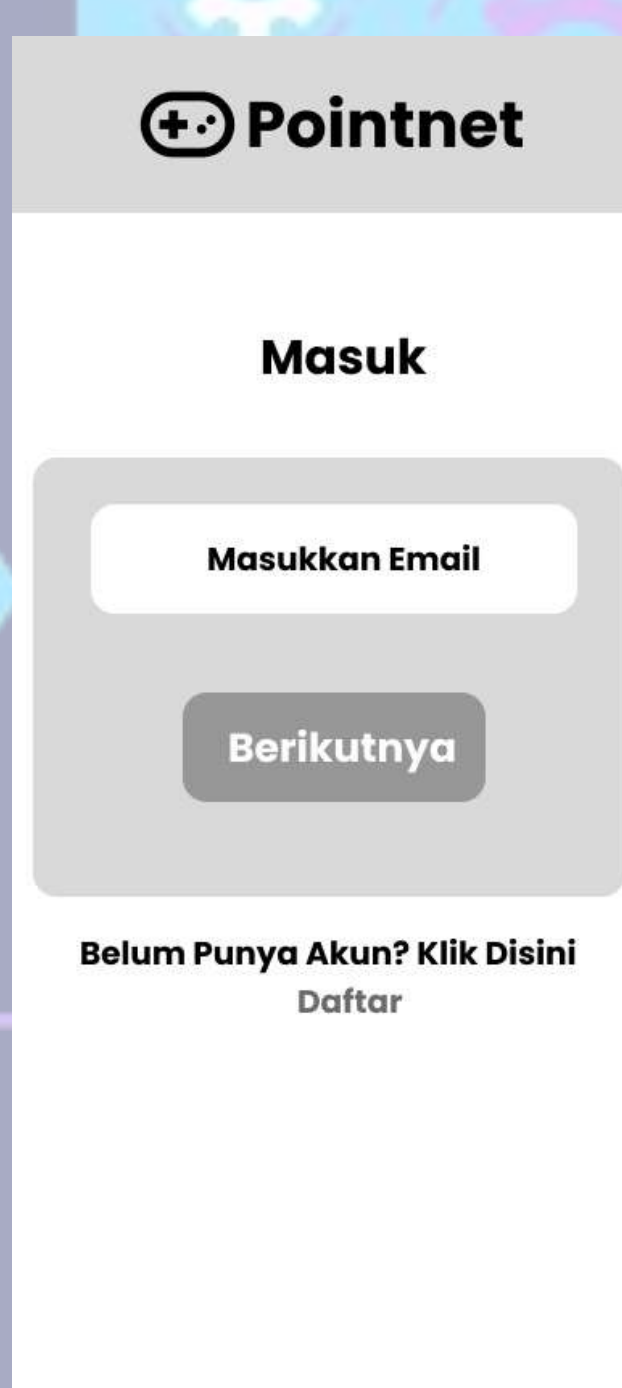 Pointnet
Masuk
Masukkan Email
Berikutnya
Belum Punya Akun? Klik Disini
Daftar